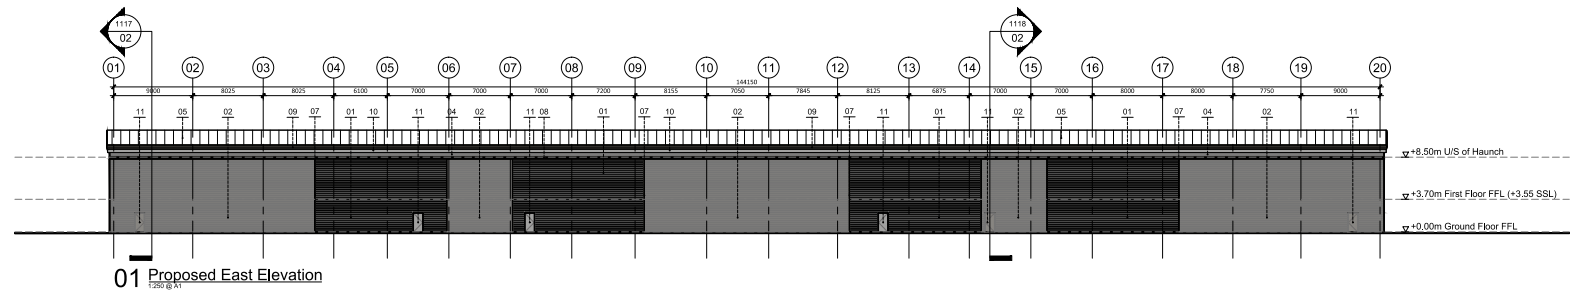 1117 1118
02 02
01 02 03 04 05 06 07 08 09 10 11 12 13 14 15 16 17 18 19 20
144150
9000 8025 8025 6100 7000 7000 7000 7200 8155 7050 7845 8125 6875 7000 7000 7000 8000 8000 7750 9000
11 05 02 09 07 01 10 11 04 02 11 08 01 07 10 02 09 07 11 01 11 02 05 01 07 04 02 11
+8.50m U/S of Haunch
+3.70m First Floor FFL (+3.55 SSL)
+0.00m Ground Floor FFL
01 Proposed East Elevation
1:250 @ A1